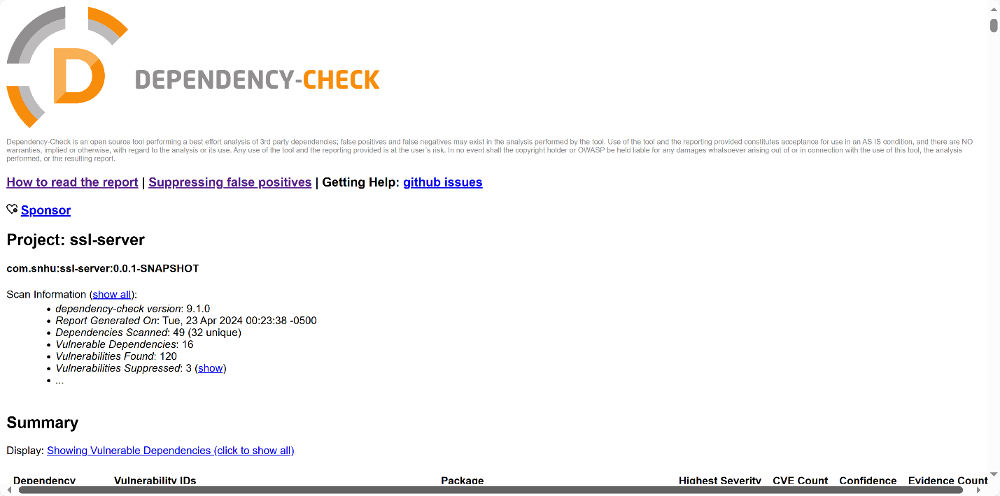 DEPENDENCY-CHECK
Dependency-Check is an open source tool performing a best effort analysis of 3rd party dependencies; false positives and false negatives may exist in the analysis performed by the tool. Use of the tool and the reporting provided constitutes acceptance for use in an AS IS condition, and there are NO
warranties, implied or otherwise, with regard to the analysis or its use. Any use of the tool and the reporting provided is at the user's risk. In no event shall the copyright holder or OWASP be held liable for any damages whatsoever arising out of or in connection with the use of this tool, the analysis
performed, or the resulting report.
How to read the report | Suppressing false positives | Getting Help: github issues
Sponsor
Project: ssl-server
com.snhu:ssl-server:0.0.1-SNAPSHOT
Scan Information (show all):
• dependency-check version: 9.1.0
• Report Generated On: Tue, 23 Apr 2024 00:23:38 -0500
• Dependencies Scanned: 49 (32 unique)
• Vulnerable Dependencies: 16
• Vulnerabilities Found: 120
• Vulnerabilities Suppressed: 3 (show)
• ...
Summary
Display: Showing Vulnerable Dependencies (click to show all)
Dependency Vulnerability IDs Package Highest Severity CVE Count Confidence Evidence Count